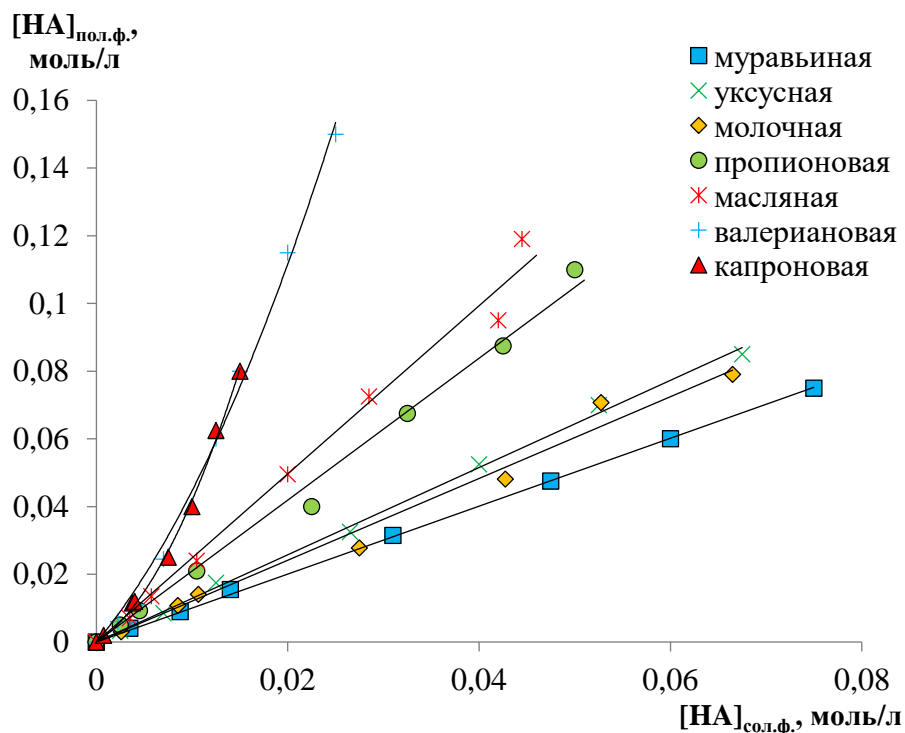 [HA]пол.ф.,
моль/л
муравьиная
уксусная
молочная
пропионовая
масляная
валериановая
капроновая
0,16
0,14
0,12
0,1
0,08
0,06
0,04
0,02
0
0 0,02 0,04 0,06 0,08
[HA]сол.ф., моль/л